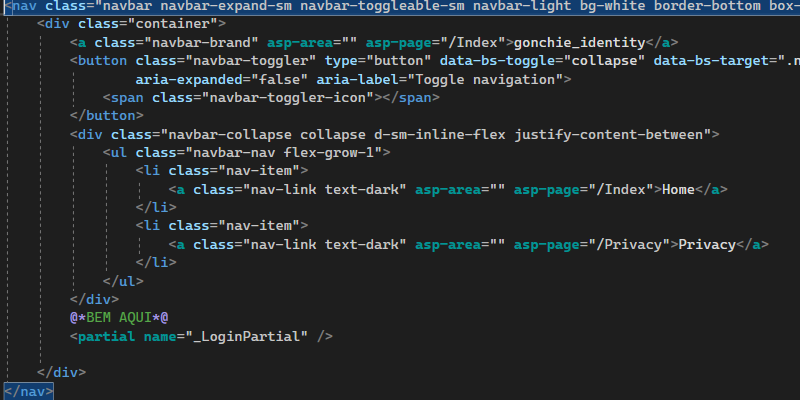 <nav class="navbar navbar-expand-sm navbar-toggleable-sm navbar-light bg-white border-bottom box-
<div class="container">
<a class="navbar-brand" asp-area="" asp-page="/Index">gonchie_identity</a>
<button class="navbar-toggler" type="button" data-bs-toggle="collapse" data-bs-target=".n
aria-expanded="false" aria-label="Toggle navigation">
<span class="navbar-toggler-icon"></span>
</button>
<div class="navbar-collapse collapse d-sm-inline-flex justify-content-between">
<ul class="navbar-nav flex-grow-1">
<li class="nav-item">
<a class="nav-link text-dark" asp-area="" asp-page="/Index">Home</a>
</li>
<li class="nav-item">
<a class="nav-link text-dark" asp-area="" asp-page="/Privacy">Privacy</a>
</li>
</ul>
</div>
@*BEM AQUI*@
<partial name="_LoginPartial" />
</div>
</nav>